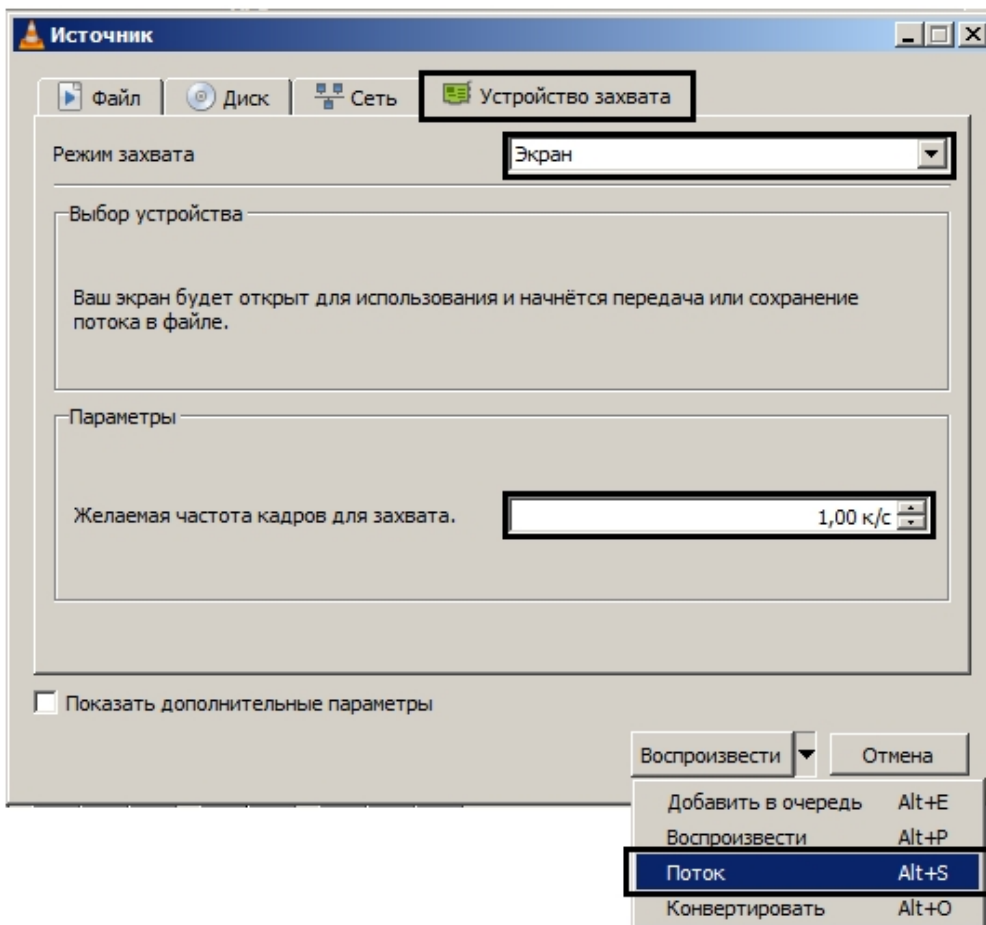 Источник
Файл Диск Сеть Устройство захвата
Режим захвата Экран
Выбор устройства
Ваш экран будет открыт для использования и начнётся передача или сохранение
потока в файле.
Параметры
Желаемая частота кадров для захвата. 1,00 к/с
Показать дополнительные параметры
Воспроизвести Отмена
Добавить в очередь Alt+E
Воспроизвести Alt+P
Поток Alt+S
Конвертировать Alt+O